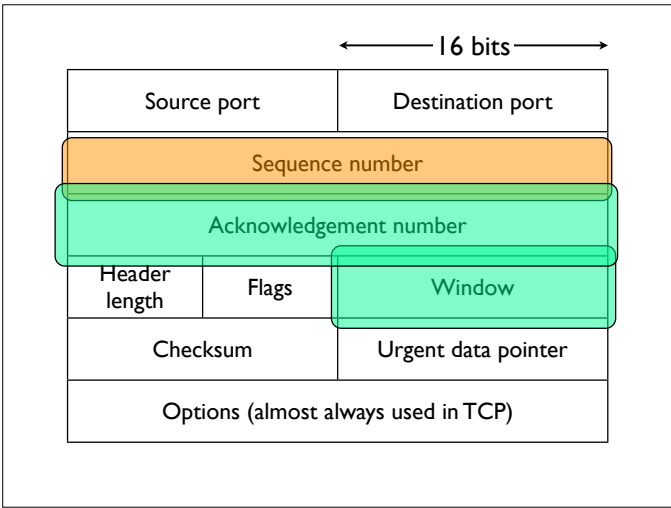 16 bits
Source port
Destination port
Sequence number
Acknowledgement number
Header
length
Flags
Window
Checksum
Urgent data pointer
Options (almost always used in TCP)